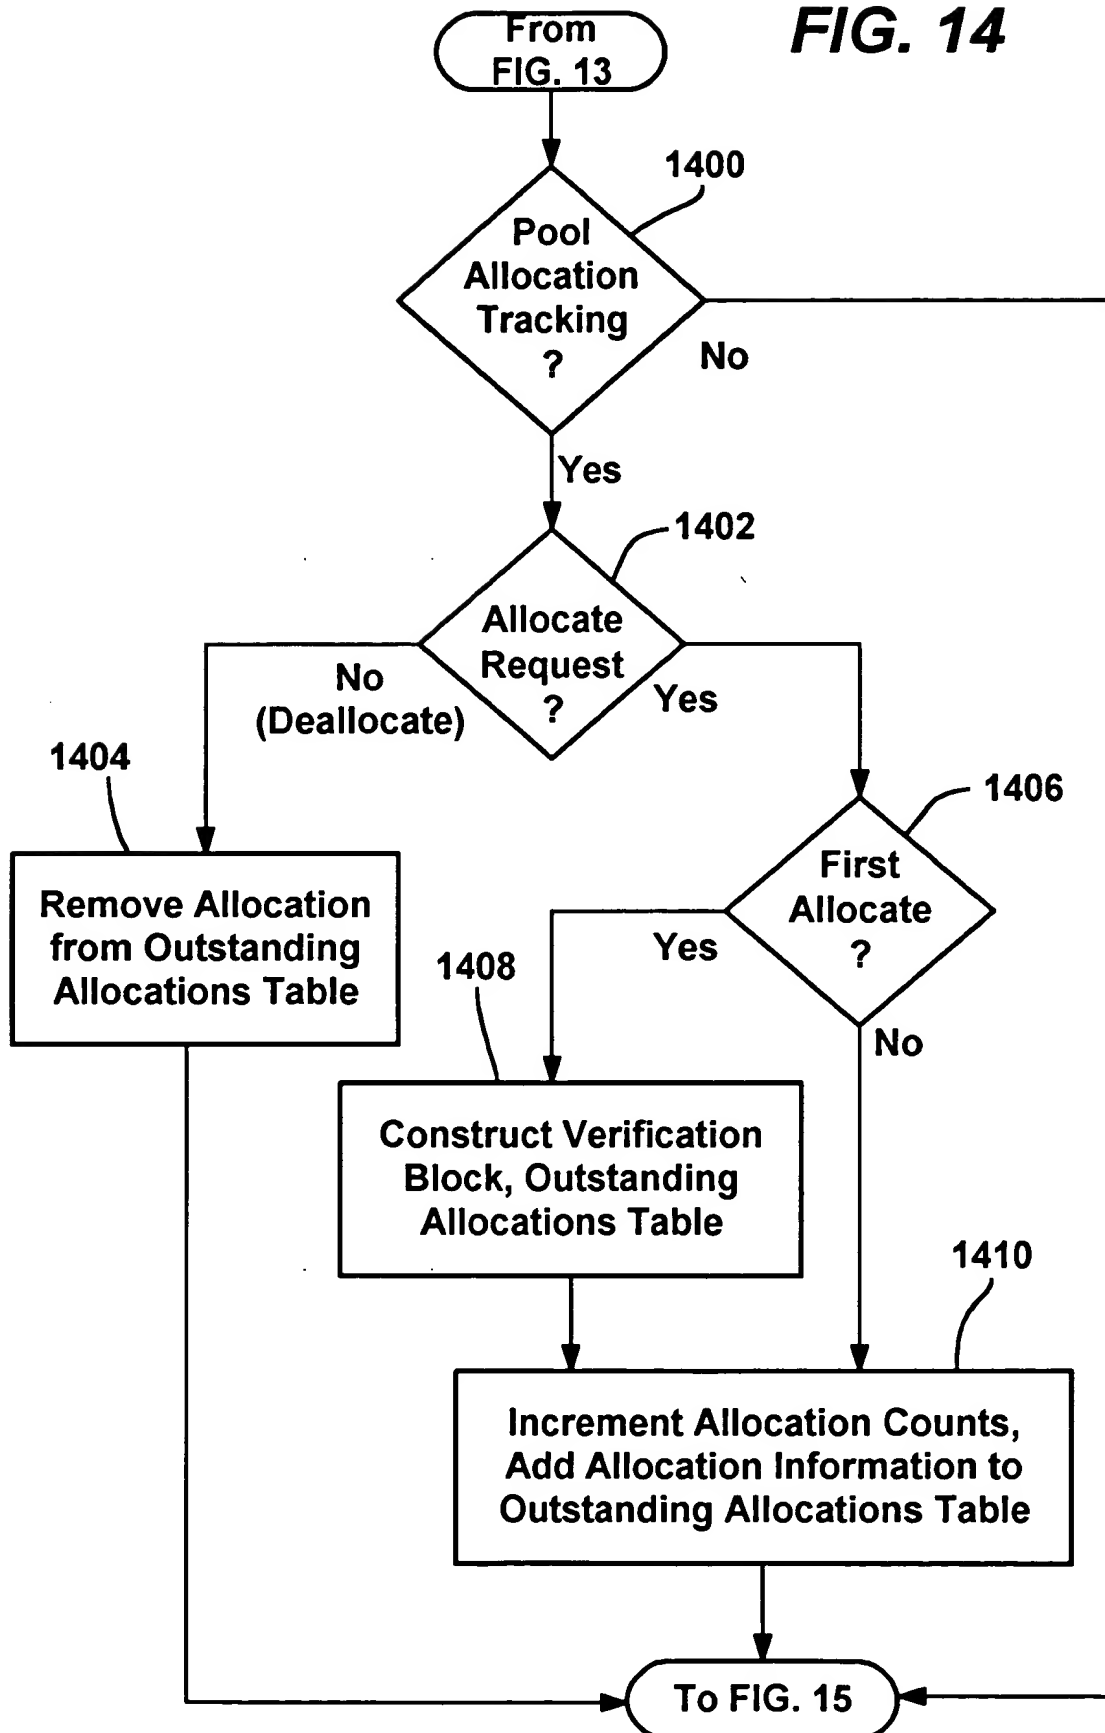 FIG. 14
From
FIG. 13
1400
Pool
Allocation
Tracking
?
No
Yes
1402
Allocate
Request
?
No
(Deallocate)
Yes
1404
1406
Remove Allocation
from Outstanding
Allocations Table
First
Allocate
?
Yes
No
1408
Construct Verification
Block, Outstanding
Allocations Table
1410
Increment Allocation Counts,
Add Allocation Information to
Outstanding Allocations Table
To FIG. 15